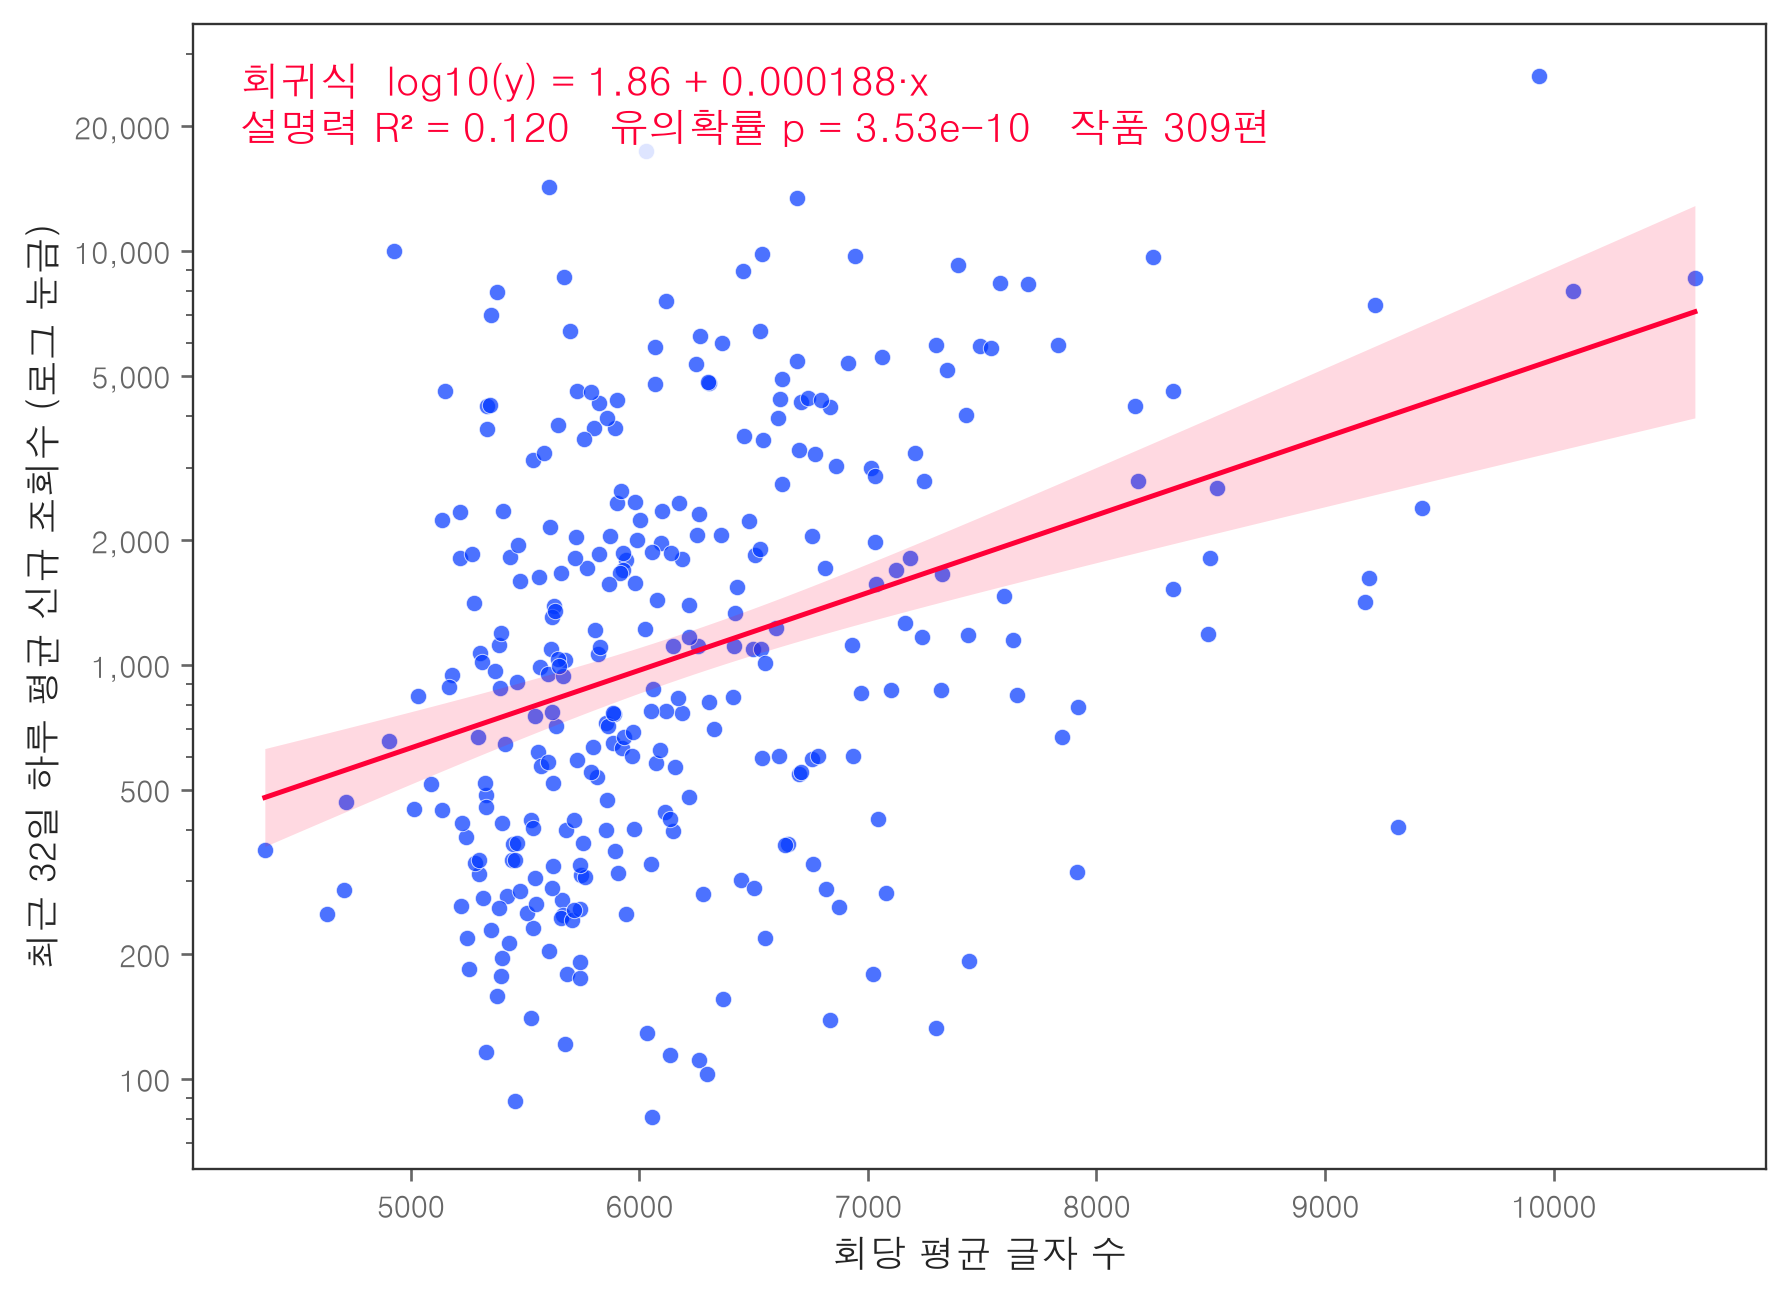 회귀식 log10(y) = 1.86 + 0.000188·x
설명력 R² = 0.120 유의확률 p = 3.53e−10 작품 309편
최근 32일 하루 평균 신규 조회수 (로그 눈금)
20,000
10,000
5,000
2,000
1,000
500
200
100
5000 6000 7000 8000 9000 10000
회당 평균 글자 수